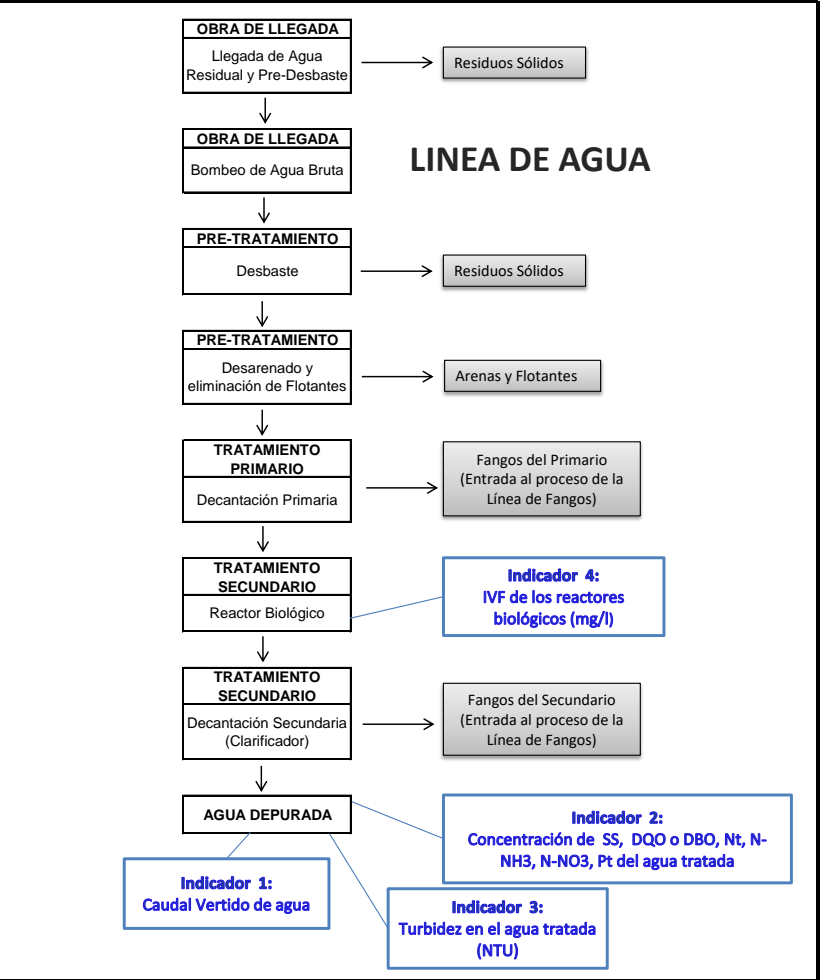 OBRA DE LLEGADA
Llegada de Agua
Residual y Pre-Desbaste
Residuos Sólidos
OBRA DE LLEGADA
Bombeo de Agua Bruta
LINEA DE AGUA
PRE-TRATAMIENTO
Desbaste
Residuos Sólidos
PRE-TRATAMIENTO
Desarenado y
eliminación de Flotantes
Arenas y Flotantes
TRATAMIENTO
PRIMARIO
Decantación Primaria
Fangos del Primario
(Entrada al proceso de la
Línea de Fangos)
TRATAMIENTO
SECUNDARIO
Reactor Biológico
Indicador 4:
IVF de los reactores
biológicos (mg/l)
TRATAMIENTO
SECUNDARIO
Decantación Secundaria
(Clarificador)
Fangos del Secundario
(Entrada al proceso de la
Línea de Fangos)
AGUA DEPURADA
Indicador 2:
Concentración de SS, DQO o DBO, Nt, N-
NH3, N-NO3, Pt del agua tratada
Indicador 1:
Caudal Vertido de agua
Indicador 3:
Turbidez en el agua tratada
(NTU)